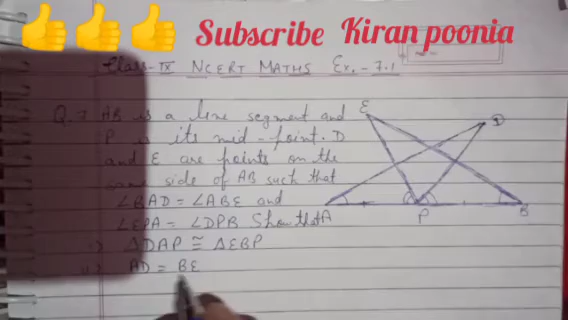 Subscribe Kiran poonia
Class-IX NCERT MATHS Ex.-7.1
Q.7 AB is a line segment and
P is its mid-point. D
and E are points on the
same side of AB such that
∠BAD = ∠ABE and
∠EPA = ∠DPB Show that
i) ΔDAP ≅ ΔEBP
ii) AD = BE
E
D
A
P
B